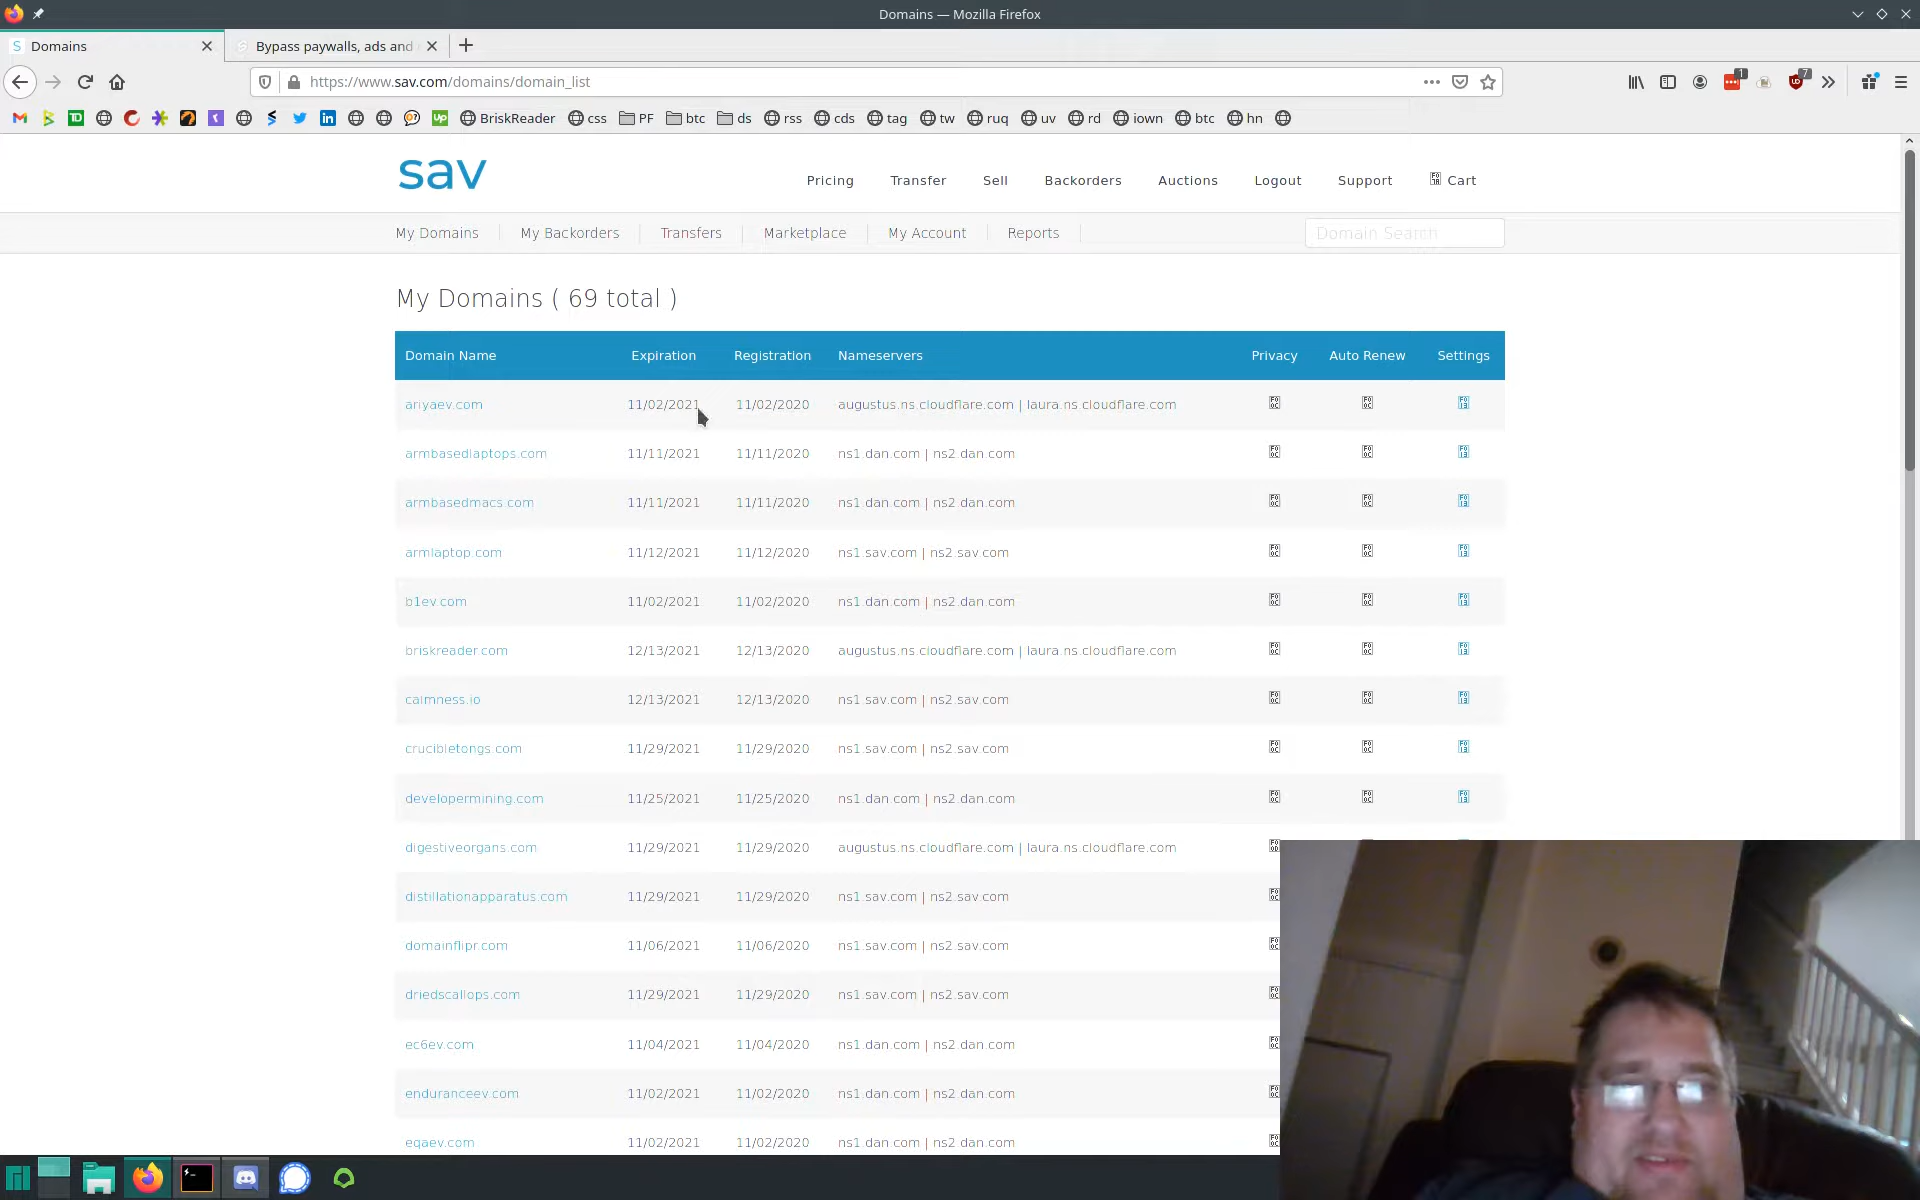 Domains — Mozilla Firefox
Domains
Bypass paywalls, ads and
https://www.sav.com/domains/domain_list
1
7
BriskReader css PF btc ds rss cds tag tw ruq uv rd iown btc hn
sav
Pricing Transfer Sell Backorders Auctions Logout Support Cart
My Domains My Backorders Transfers Marketplace My Account Reports Domain Search
My Domains ( 69 total )
Domain Name Expiration Registration Nameservers Privacy Auto Renew Settings
ariyaev.com 11/02/2021 11/02/2020 augustus.ns.cloudflare.com | laura.ns.cloudflare.com
armbasedlaptops.com 11/11/2021 11/11/2020 ns1.dan.com | ns2.dan.com
armbasedmacs.com 11/11/2021 11/11/2020 ns1.dan.com | ns2.dan.com
armlaptop.com 11/12/2021 11/12/2020 ns1.sav.com | ns2.sav.com
b1ev.com 11/02/2021 11/02/2020 ns1.dan.com | ns2.dan.com
briskreader.com 12/13/2021 12/13/2020 augustus.ns.cloudflare.com | laura.ns.cloudflare.com
calmness.io 12/13/2021 12/13/2020 ns1.sav.com | ns2.sav.com
crucibletongs.com 11/29/2021 11/29/2020 ns1.sav.com | ns2.sav.com
developermining.com 11/25/2021 11/25/2020 ns1.dan.com | ns2.dan.com
digestiveorgans.com 11/29/2021 11/29/2020 augustus.ns.cloudflare.com | laura.ns.cloudflare.com
distillationapparatus.com 11/29/2021 11/29/2020 ns1.sav.com | ns2.sav.com
domainflipr.com 11/06/2021 11/06/2020 ns1.sav.com | ns2.sav.com
driedscallops.com 11/29/2021 11/29/2020 ns1.sav.com | ns2.sav.com
ec6ev.com 11/04/2021 11/04/2020 ns1.dan.com | ns2.dan.com
enduranceev.com 11/02/2021 11/02/2020 ns1.dan.com | ns2.dan.com
eqaev.com 11/02/2021 11/02/2020 ns1.dan.com | ns2.dan.com